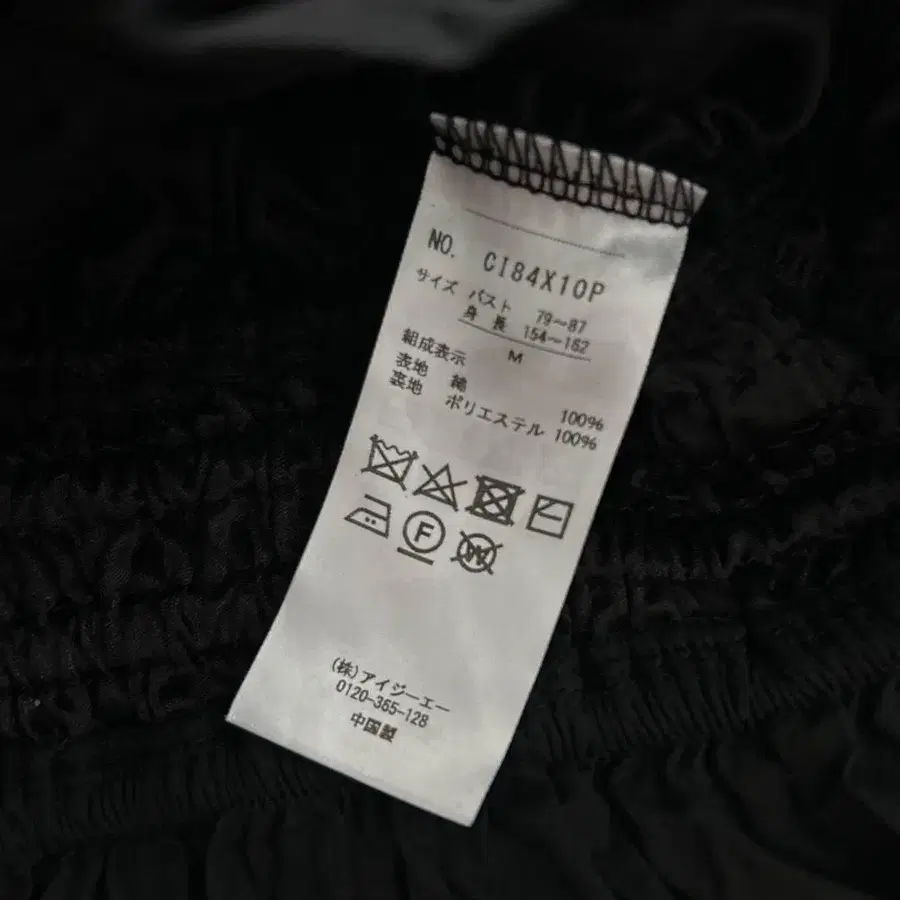 NO. CI84X10P
サイズ バスト 79~87
身長 154~162
M
組成表示
表地 綿 100%
裏地 ポリエステル 100%
F
W
(株)アイジーエー
0120-365-128
中国製